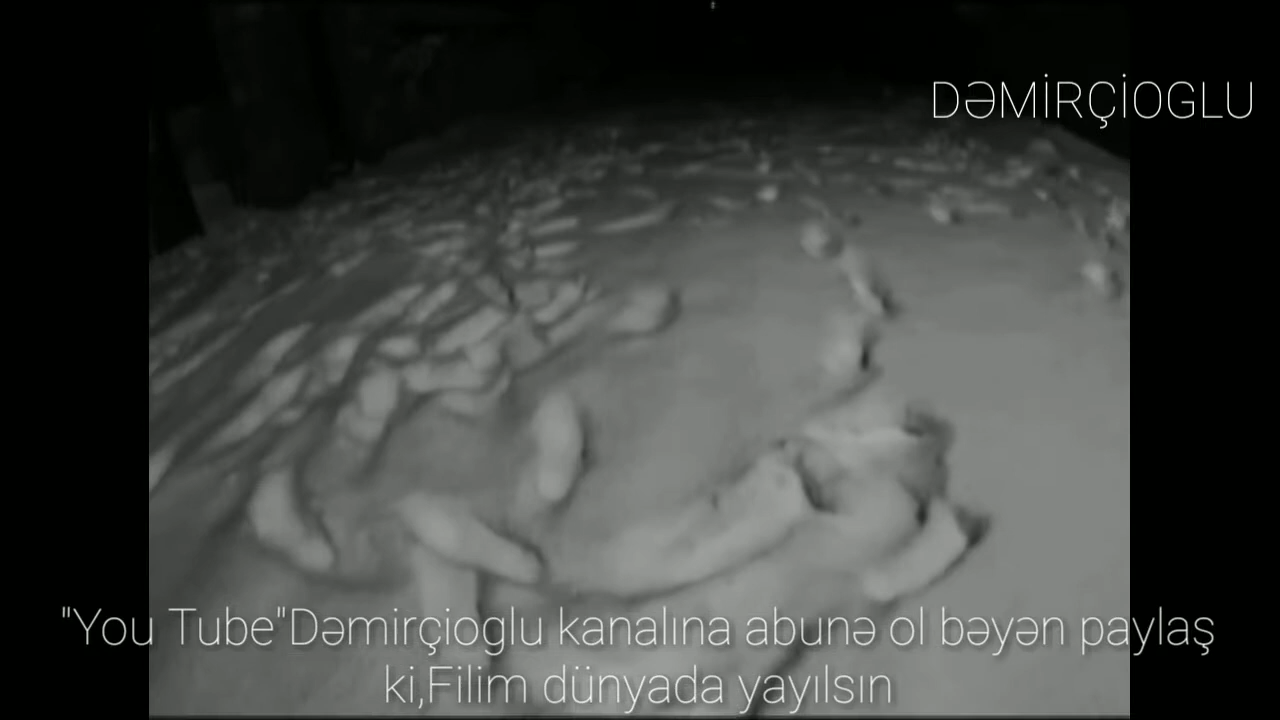 DƏMİRÇİOGLU
"You Tube"Dəmirçioglu kanalına abunə ol bəyən paylaş
ki,Filim dünyada yayılsın